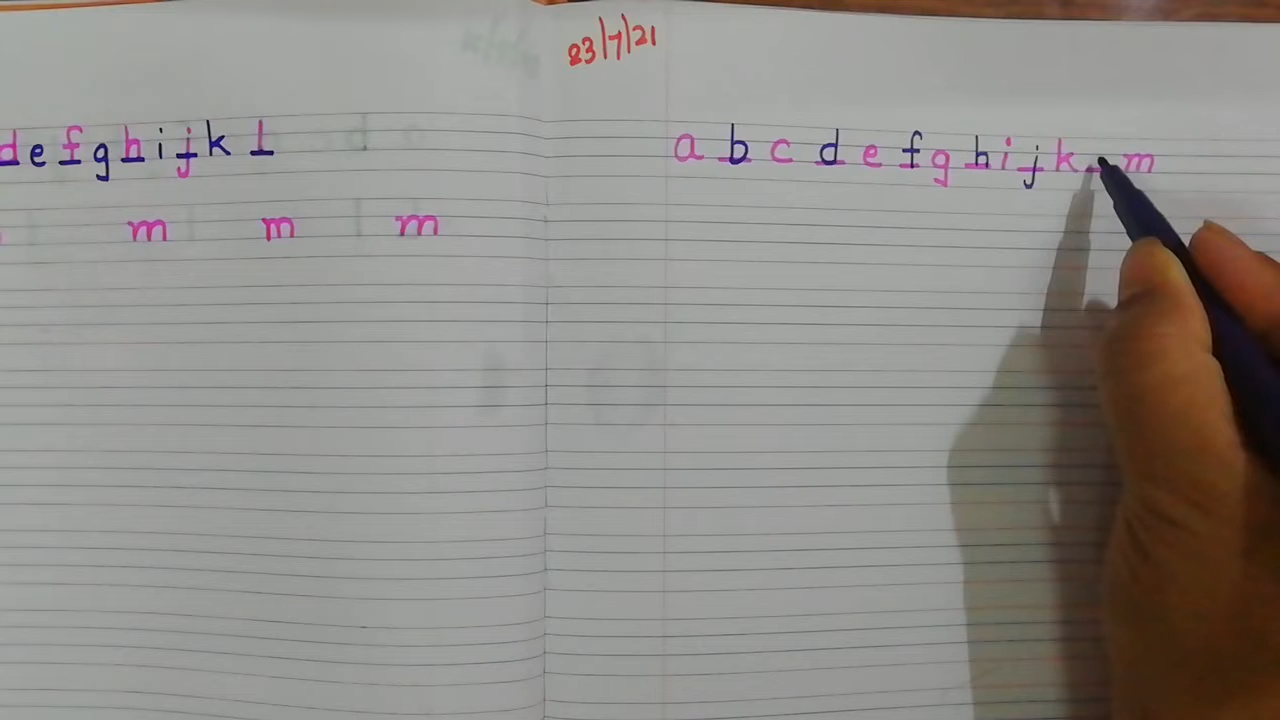 23/7/21
d e f g h i j k l
m m m
a b c d e f g h i j k m